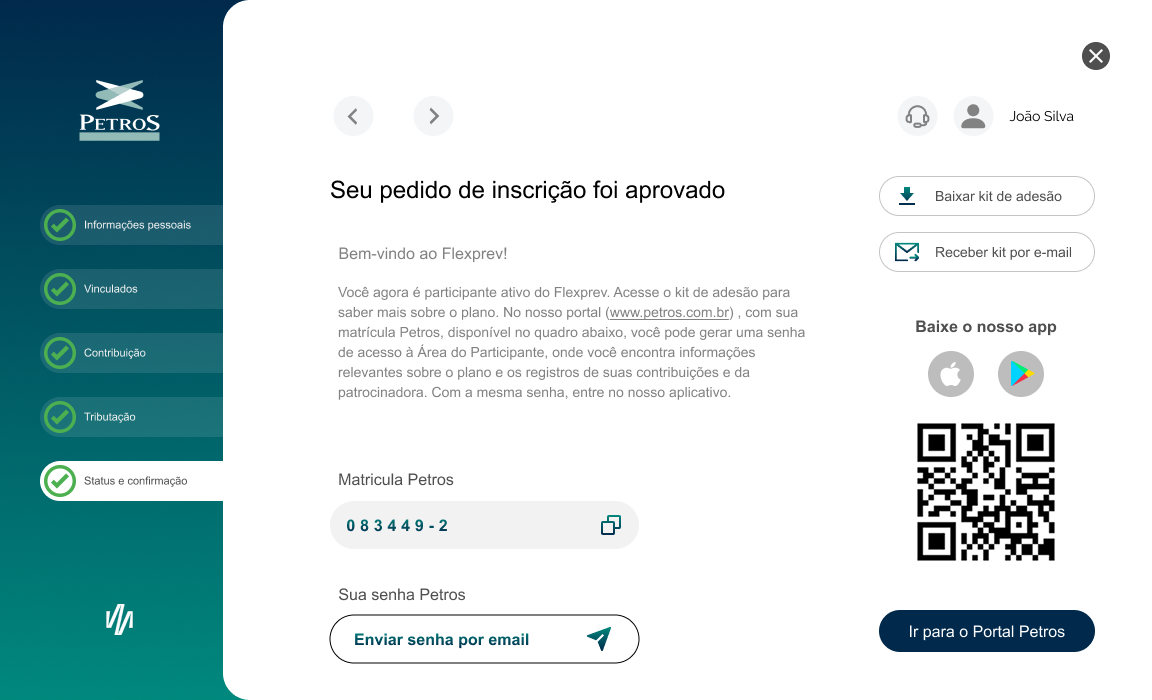 PETROS
Informações pessoais
Vinculados
Contribuição
Tributação
Status e confirmação
João Silva
Seu pedido de inscrição foi aprovado
Bem-vindo ao Flexprev!
Você agora é participante ativo do Flexprev. Acesse o kit de adesão para
saber mais sobre o plano. No nosso portal (www.petros.com.br) , com sua
matrícula Petros, disponível no quadro abaixo, você pode gerar uma senha
de acesso à Área do Participante, onde você encontra informações
relevantes sobre o plano e os registros de suas contribuições e da
patrocinadora. Com a mesma senha, entre no nosso aplicativo.
Matricula Petros
083449-2
Sua senha Petros
Enviar senha por email
Baixar kit de adesão
Receber kit por e-mail
Baixe o nosso app
Ir para o Portal Petros